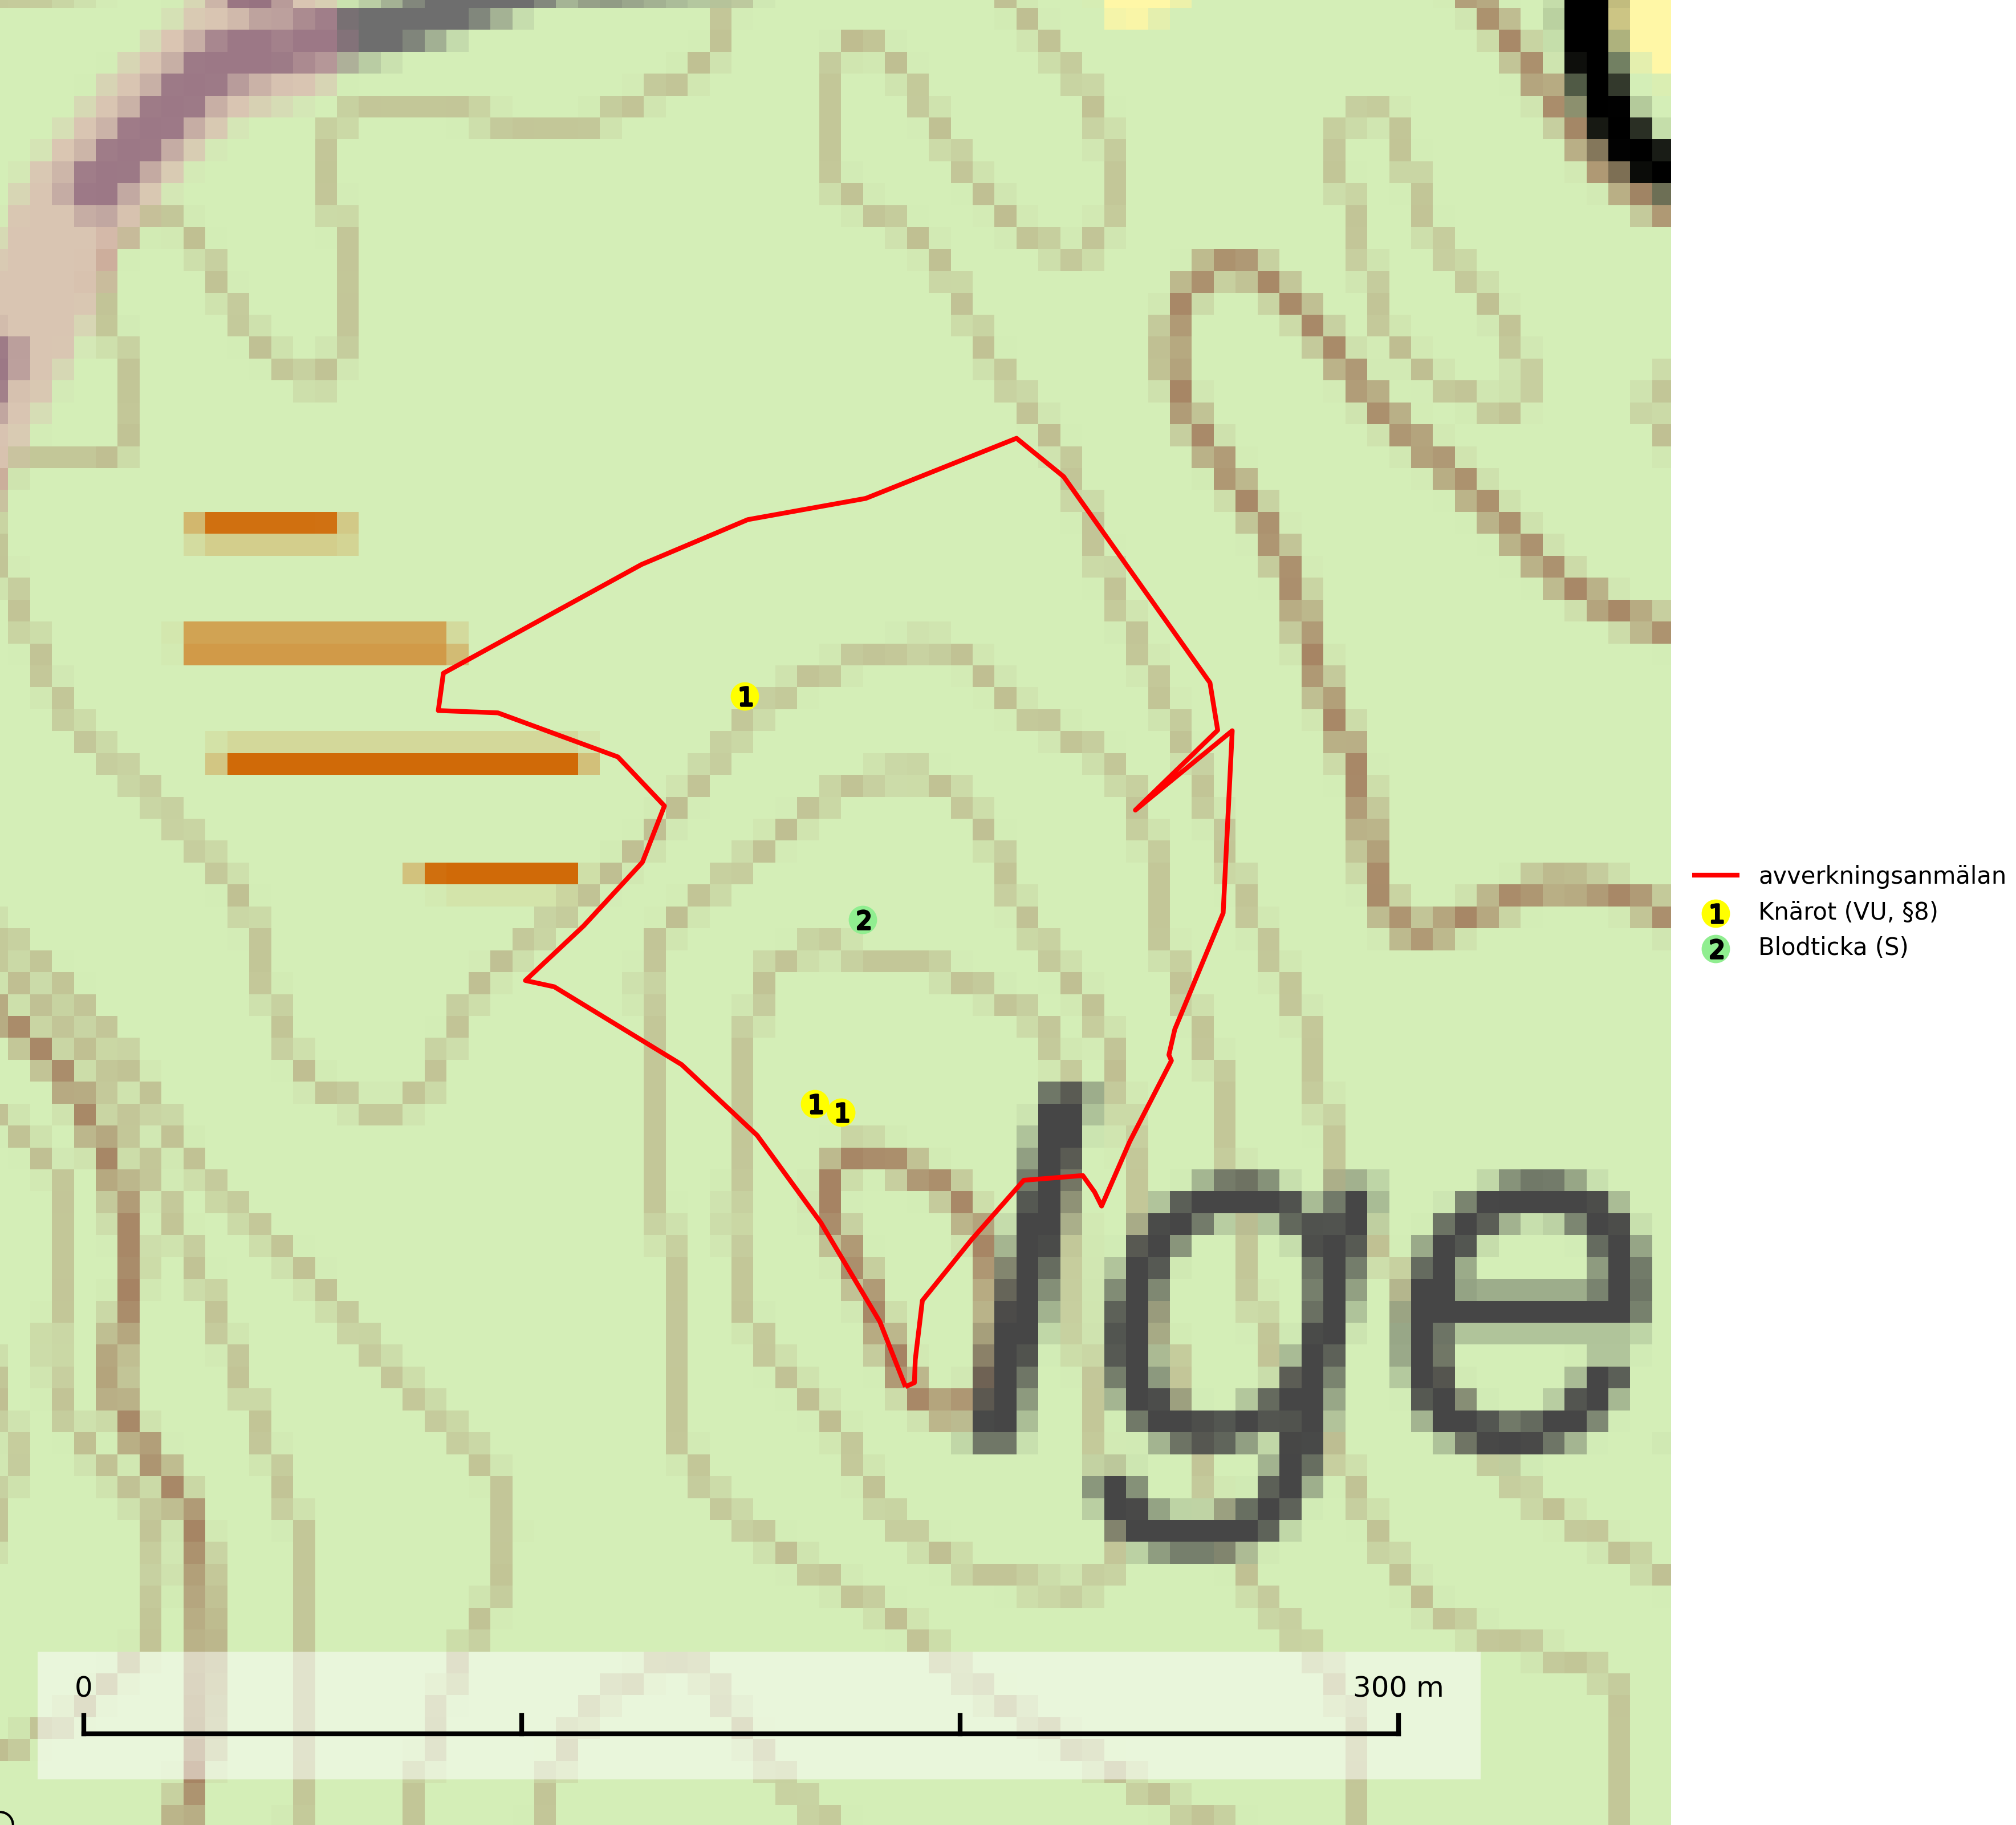 1
2
1 1
lge
avverkningsanmälan
1 Knärot (VU, §8)
2 Blodticka (S)
0 300 m